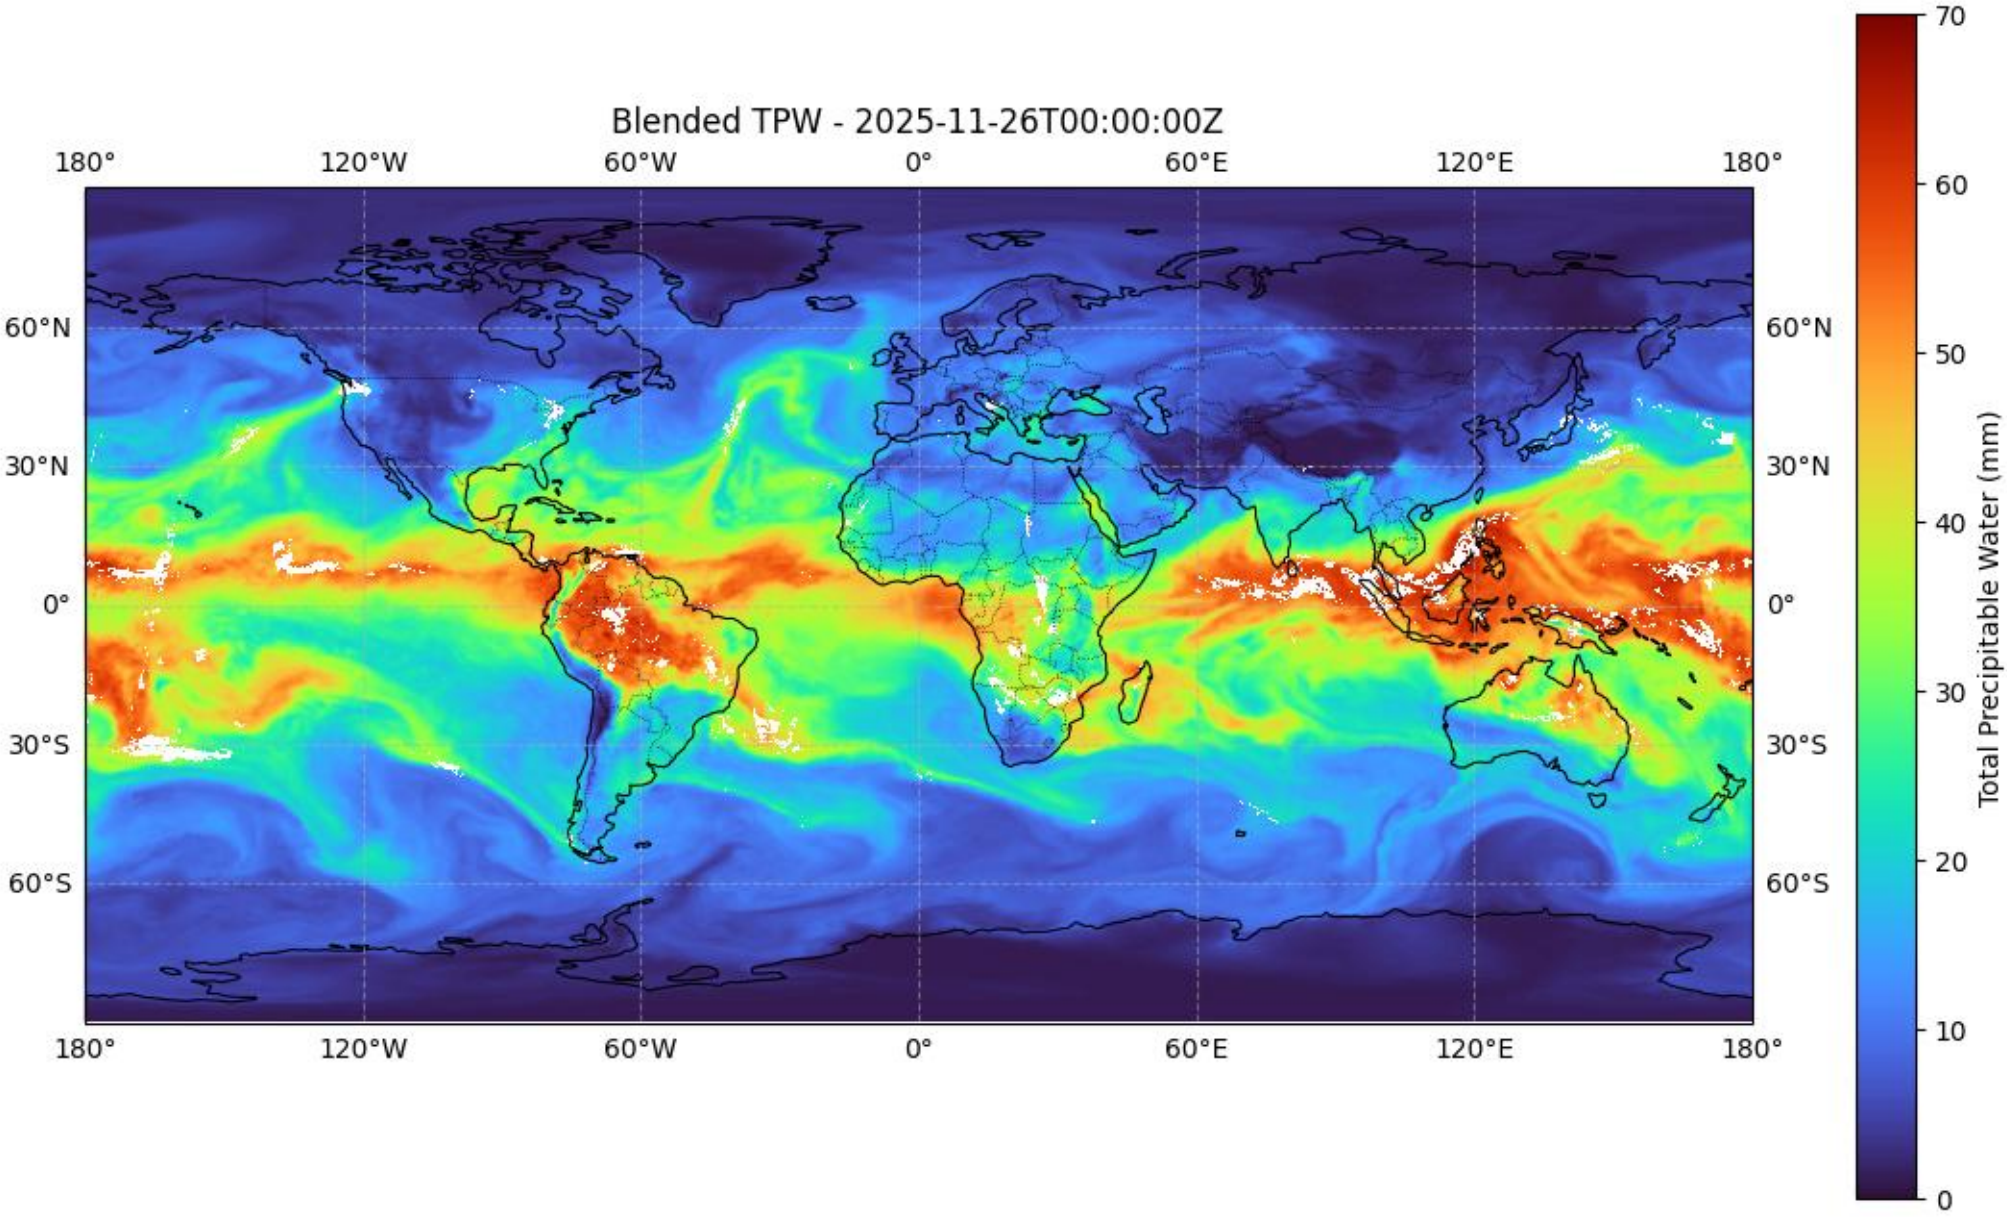 Blended TPW - 2025-11-26T00:00:00Z
180° 120°W 60°W 0° 60°E 120°E 180°
60°N 60°N
30°N 30°N
0° 0°
30°S 30°S
60°S 60°S
180° 120°W 60°W 0° 60°E 120°E 180°
70
60
50
40
30
20
10
0
Total Precipitable Water (mm)